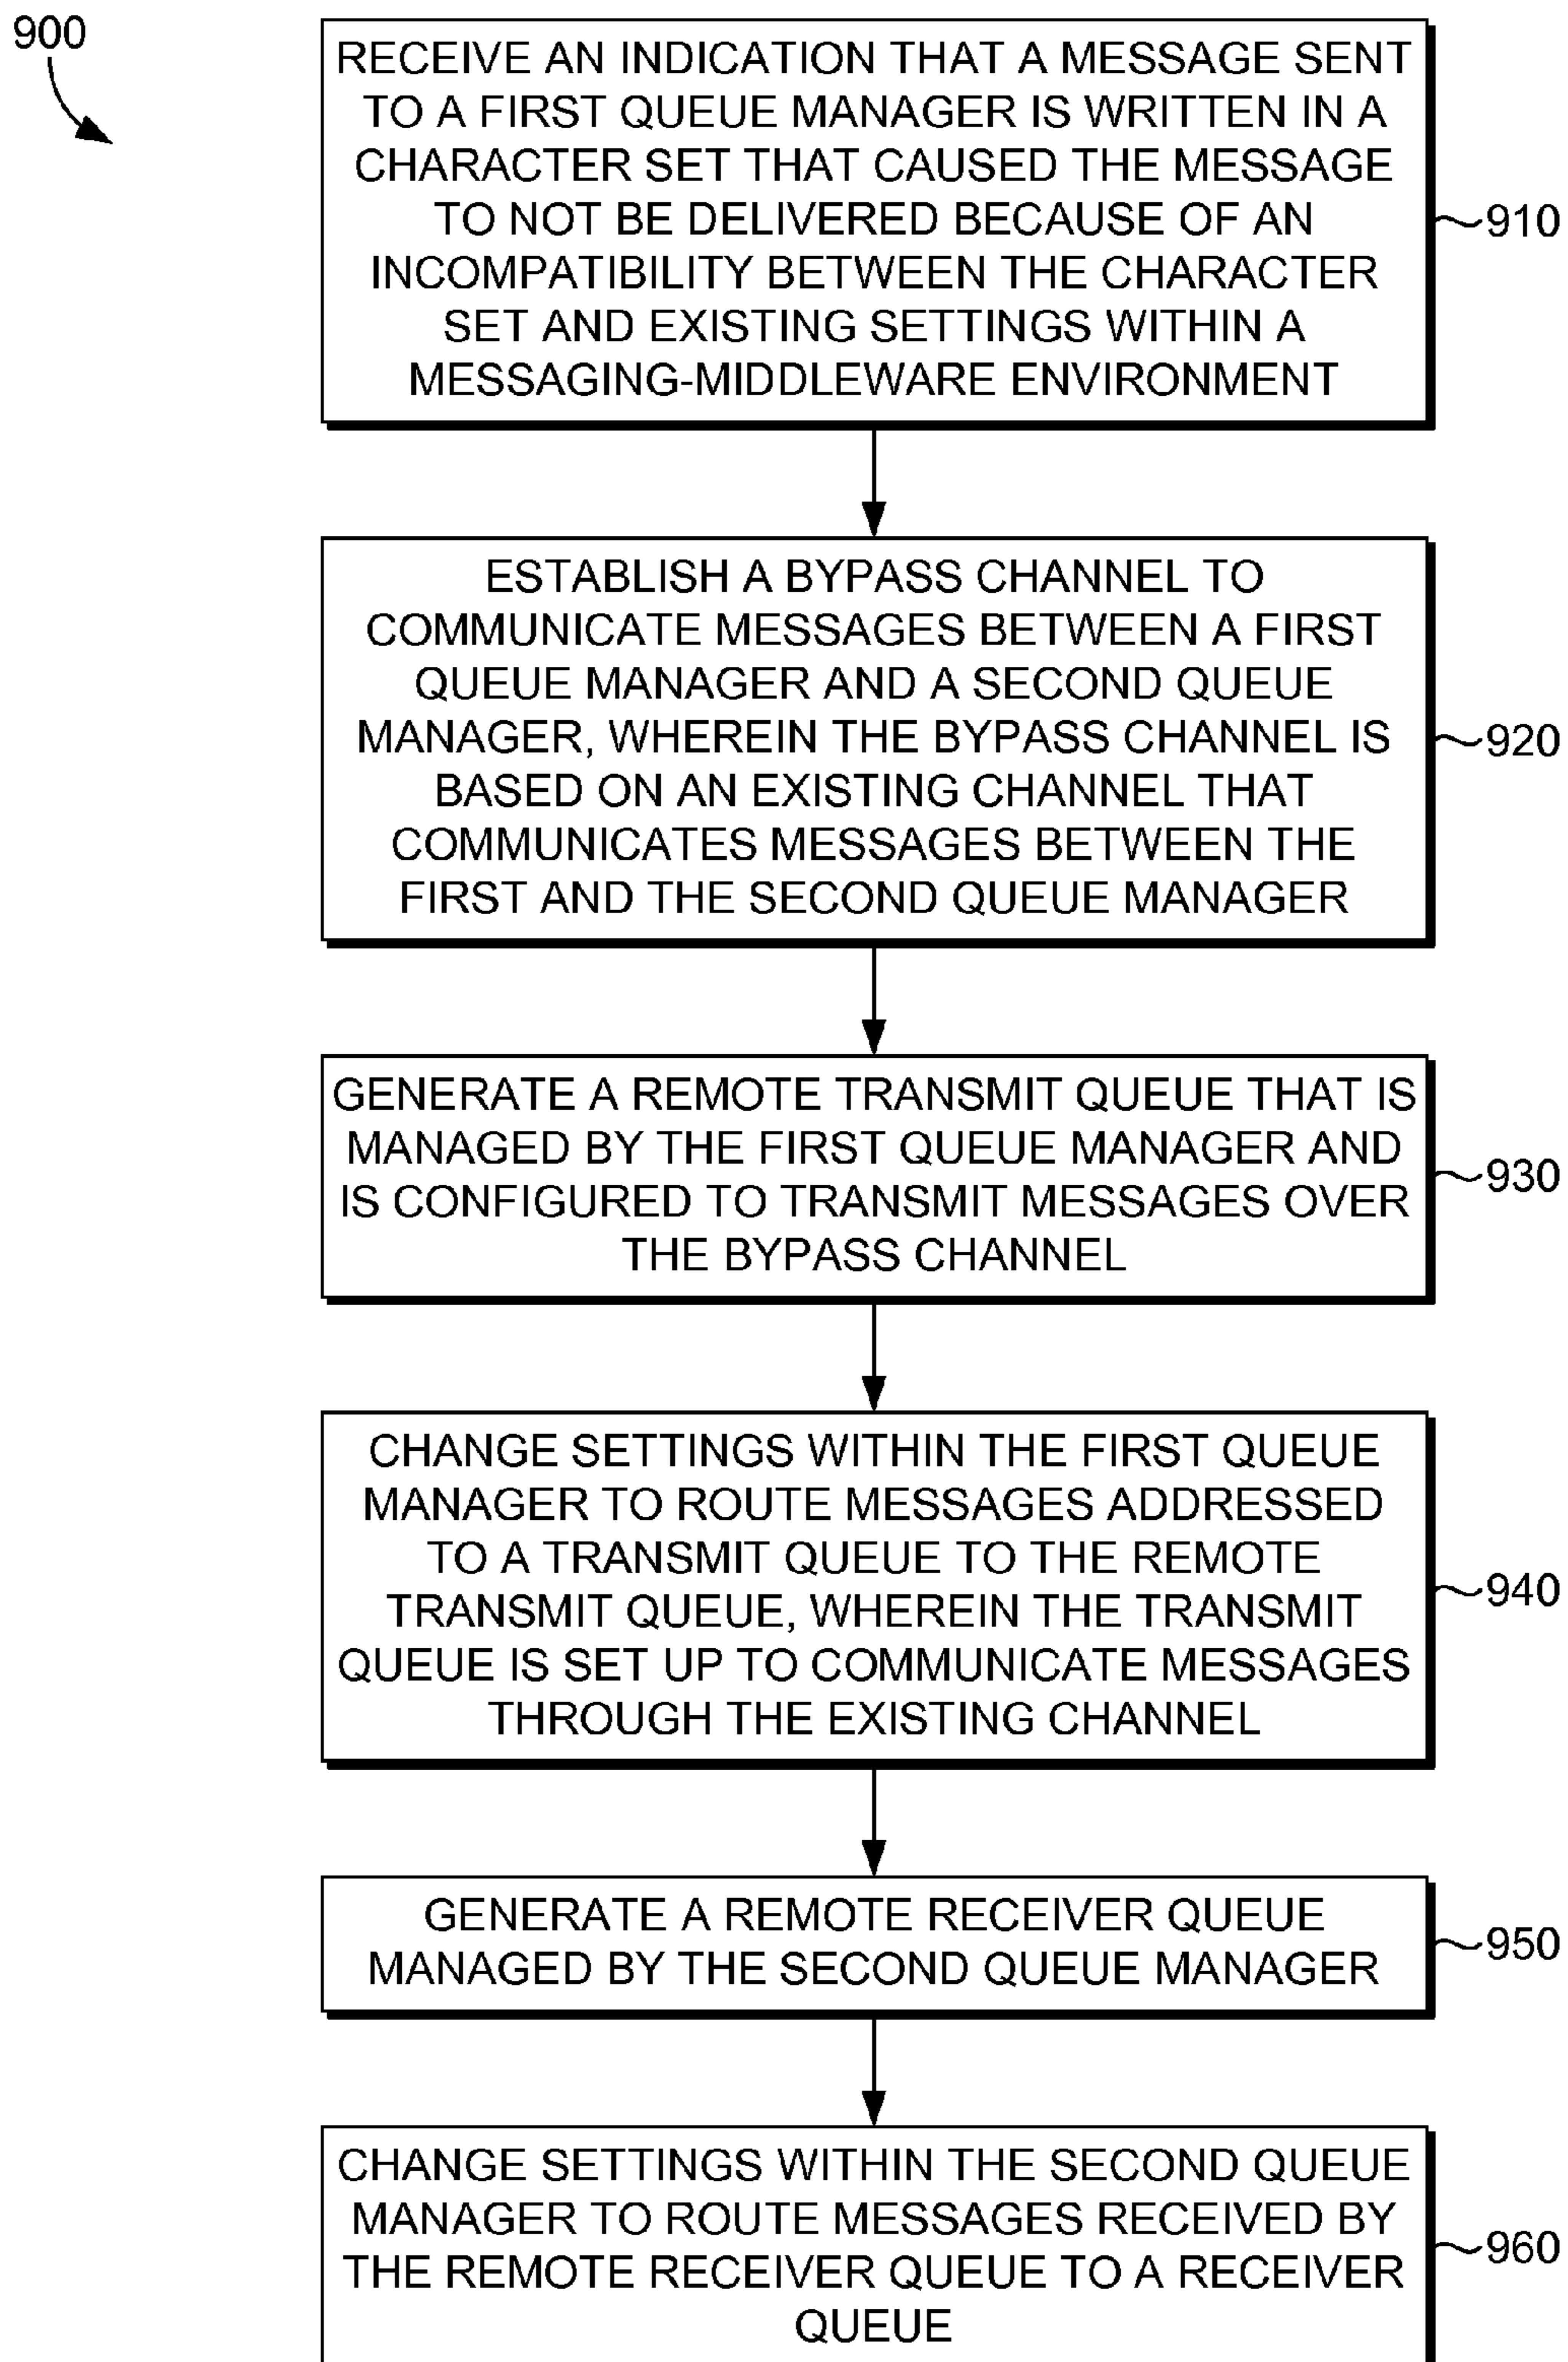 900
RECEIVE AN INDICATION THAT A MESSAGE SENT
TO A FIRST QUEUE MANAGER IS WRITTEN IN A
CHARACTER SET THAT CAUSED THE MESSAGE
TO NOT BE DELIVERED BECAUSE OF AN
INCOMPATIBILITY BETWEEN THE CHARACTER
SET AND EXISTING SETTINGS WITHIN A
MESSAGING-MIDDLEWARE ENVIRONMENT
910
ESTABLISH A BYPASS CHANNEL TO
COMMUNICATE MESSAGES BETWEEN A FIRST
QUEUE MANAGER AND A SECOND QUEUE
MANAGER, WHEREIN THE BYPASS CHANNEL IS
BASED ON AN EXISTING CHANNEL THAT
COMMUNICATES MESSAGES BETWEEN THE
FIRST AND THE SECOND QUEUE MANAGER
920
GENERATE A REMOTE TRANSMIT QUEUE THAT IS
MANAGED BY THE FIRST QUEUE MANAGER AND
IS CONFIGURED TO TRANSMIT MESSAGES OVER
THE BYPASS CHANNEL
930
CHANGE SETTINGS WITHIN THE FIRST QUEUE
MANAGER TO ROUTE MESSAGES ADDRESSED
TO A TRANSMIT QUEUE TO THE REMOTE
TRANSMIT QUEUE, WHEREIN THE TRANSMIT
QUEUE IS SET UP TO COMMUNICATE MESSAGES
THROUGH THE EXISTING CHANNEL
940
GENERATE A REMOTE RECEIVER QUEUE
MANAGED BY THE SECOND QUEUE MANAGER
950
CHANGE SETTINGS WITHIN THE SECOND QUEUE
MANAGER TO ROUTE MESSAGES RECEIVED BY
THE REMOTE RECEIVER QUEUE TO A RECEIVER
QUEUE
960